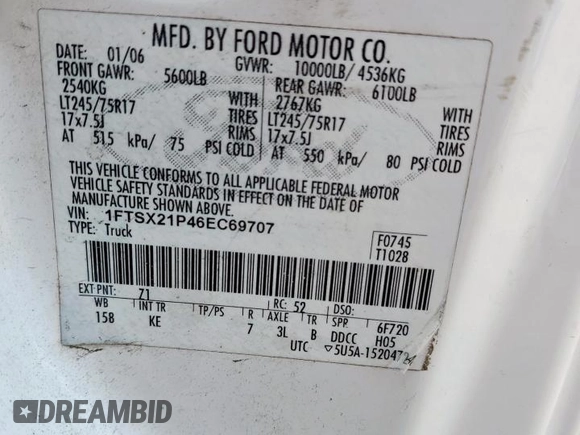 MFD. BY FORD MOTOR CO.
DATE: 01/06 GVWR: 10000LB/ 4536KG
FRONT GAWR: 5600LB REAR GAWR: 6100LB
2540KG WITH 2767KG WITH
LT245/75R17 TIRES LT245/75R17 TIRES
17x7.5J RIMS 17x7.5J RIMS
AT 515 kPa/ 75 PSI COLD AT 550 kPa/ 80 PSI COLD
THIS VEHICLE CONFORMS TO ALL APPLICABLE FEDERAL MOTOR
VEHICLE SAFETY STANDARDS IN EFFECT ON THE DATE OF
MANUFACTURE SHOWN ABOVE.
VIN: 1FTSX21P46EC69707
TYPE: Truck
F0745
T1028
EXT PNT: Z1 RC: 52 DSO:
WB INT TR TP/PS R AXLE TR SPR 6F720
158 KE 7 3L B DDCC H05
UTC ▽5U5A-1520472
DREAMBID